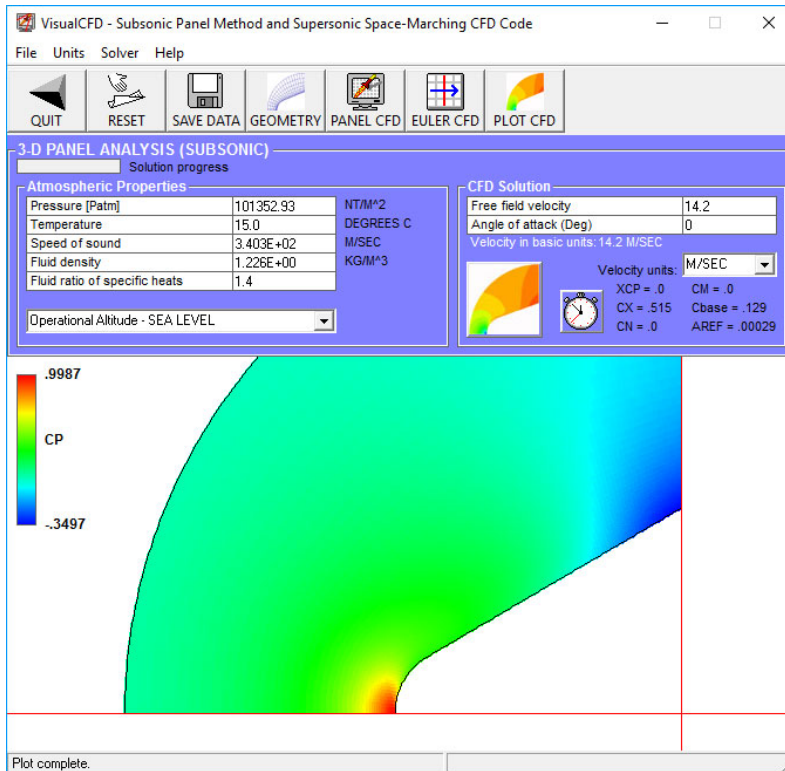 VisualCFD - Subsonic Panel Method and Supersonic Space-Marching CFD Code
File Units Solver Help
QUIT RESET SAVE DATA GEOMETRY PANEL CFD EULER CFD PLOT CFD
3-D PANEL ANALYSIS (SUBSONIC)
Solution progress
Atmospheric Properties
Pressure [Patm] 101352.93 NT/M^2
Temperature 15.0 DEGREES C
Speed of sound 3.403E+02 M/SEC
Fluid density 1.226E+00 KG/M^3
Fluid ratio of specific heats 1.4
Operational Altitude - SEA LEVEL
CFD Solution
Free field velocity 14.2
Angle of attack (Deg) 0
Velocity in basic units: 14.2 M/SEC
Velocity units: M/SEC
XCP = .0 CM = .0
CX = .515 Cbase = .129
CN = .0 AREF = .00029
.9987
CP
-.3497
Plot complete.